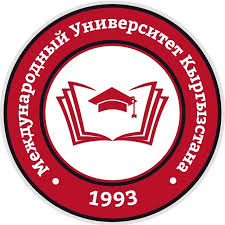 Международный Университет Кыргызстана
1993